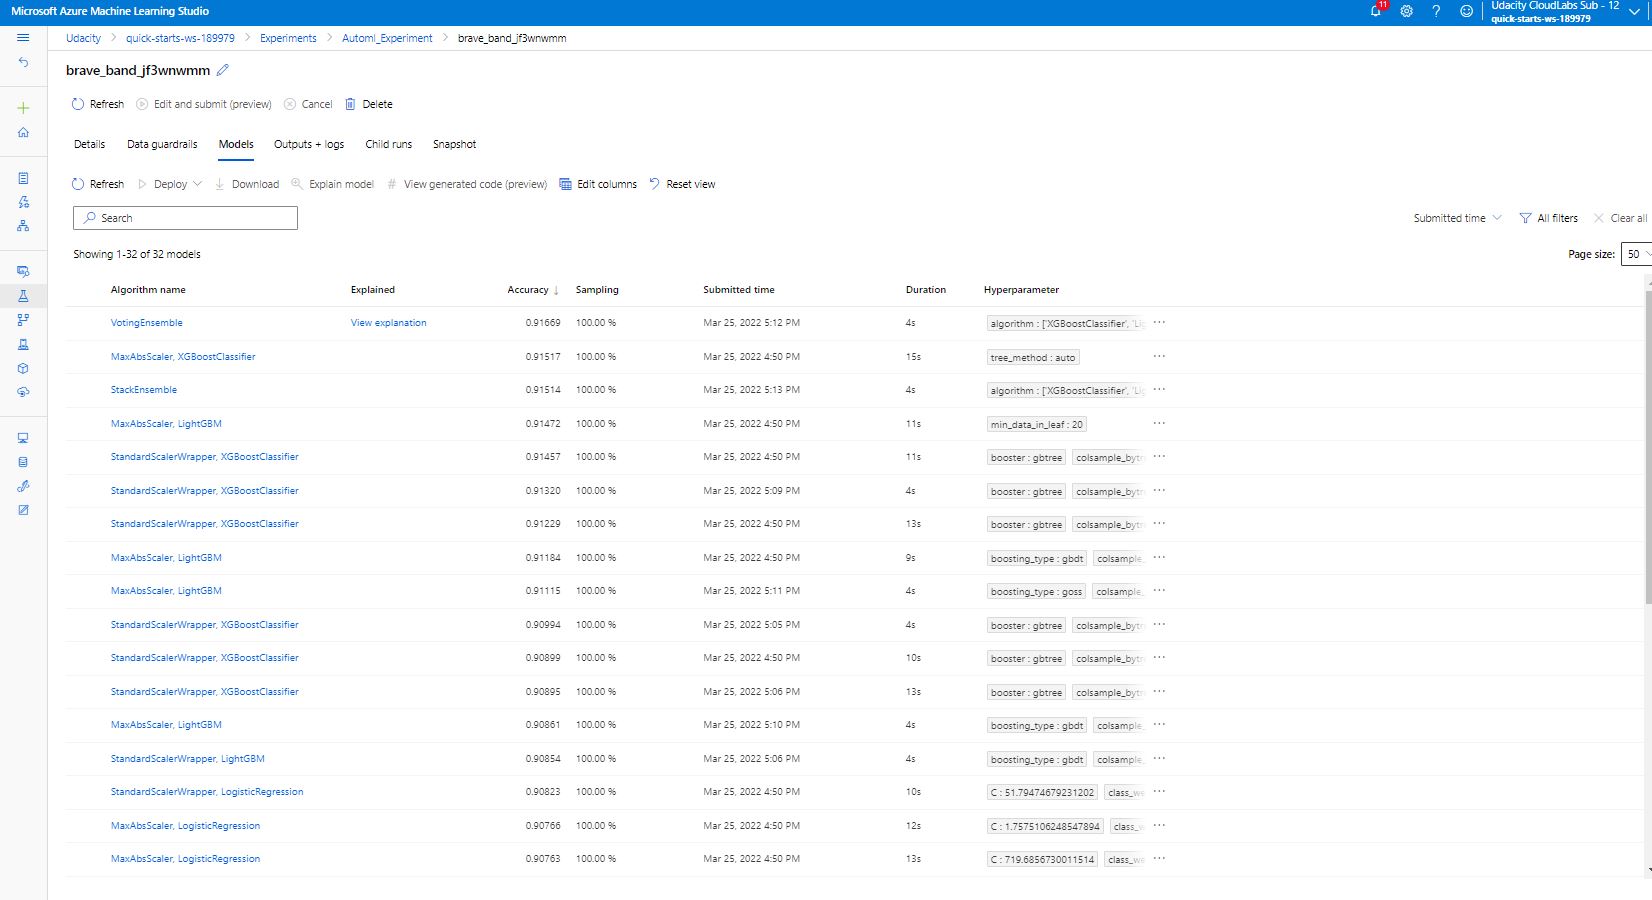 Microsoft Azure Machine Learning Studio
11
Udacity CloudLabs Sub - 12
quick-starts-ws-189979
Udacity > quick-starts-ws-189979 > Experiments > Automl_Experiment > brave_band_jf3wnwmm
brave_band_jf3wnwmm
Refresh Edit and submit (preview) Cancel Delete
Details Data guardrails Models Outputs + logs Child runs Snapshot
Refresh Deploy Download Explain model # View generated code (preview) Edit columns Reset view
Search
Submitted time All filters Clear all
Showing 1-32 of 32 models
Page size: 50
Algorithm name Explained Accuracy ↓ Sampling Submitted time Duration Hyperparameter
VotingEnsemble View explanation 0.91669 100.00 % Mar 25, 2022 5:12 PM 4s algorithm : ['XGBoostClassifier', 'Lig ...
MaxAbsScaler, XGBoostClassifier 0.91517 100.00 % Mar 25, 2022 4:50 PM 15s tree_method : auto ...
StackEnsemble 0.91514 100.00 % Mar 25, 2022 5:13 PM 4s algorithm : ['XGBoostClassifier', 'Lig ...
MaxAbsScaler, LightGBM 0.91472 100.00 % Mar 25, 2022 4:50 PM 11s min_data_in_leaf : 20 ...
StandardScalerWrapper, XGBoostClassifier 0.91457 100.00 % Mar 25, 2022 4:50 PM 11s booster : gbtree colsample_bytr ...
StandardScalerWrapper, XGBoostClassifier 0.91320 100.00 % Mar 25, 2022 5:09 PM 4s booster : gbtree colsample_bytr ...
StandardScalerWrapper, XGBoostClassifier 0.91229 100.00 % Mar 25, 2022 4:50 PM 13s booster : gbtree colsample_bytr ...
MaxAbsScaler, LightGBM 0.91184 100.00 % Mar 25, 2022 4:50 PM 9s boosting_type : gbdt colsample_ ...
MaxAbsScaler, LightGBM 0.91115 100.00 % Mar 25, 2022 5:11 PM 4s boosting_type : goss colsample_ ...
StandardScalerWrapper, XGBoostClassifier 0.90994 100.00 % Mar 25, 2022 5:05 PM 4s booster : gbtree colsample_bytr ...
StandardScalerWrapper, XGBoostClassifier 0.90899 100.00 % Mar 25, 2022 4:50 PM 10s booster : gbtree colsample_bytr ...
StandardScalerWrapper, XGBoostClassifier 0.90895 100.00 % Mar 25, 2022 5:06 PM 13s booster : gbtree colsample_bytr ...
MaxAbsScaler, LightGBM 0.90861 100.00 % Mar 25, 2022 5:10 PM 4s boosting_type : gbdt colsample_ ...
StandardScalerWrapper, LightGBM 0.90854 100.00 % Mar 25, 2022 5:06 PM 4s boosting_type : gbdt colsample_ ...
StandardScalerWrapper, LogisticRegression 0.90823 100.00 % Mar 25, 2022 4:50 PM 10s C : 51.79474679231202 class_we ...
MaxAbsScaler, LogisticRegression 0.90766 100.00 % Mar 25, 2022 4:50 PM 12s C : 1.7575106248547894 class_w ...
MaxAbsScaler, LogisticRegression 0.90763 100.00 % Mar 25, 2022 4:50 PM 13s C : 719.6856730011514 class_we ...